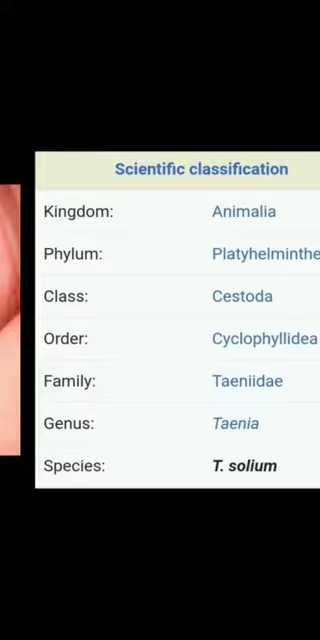 Scientific classification
Kingdom: Animalia
Phylum: Platyhelminthe
Class: Cestoda
Order: Cyclophyllidea
Family: Taeniidae
Genus: Taenia
Species: T. solium